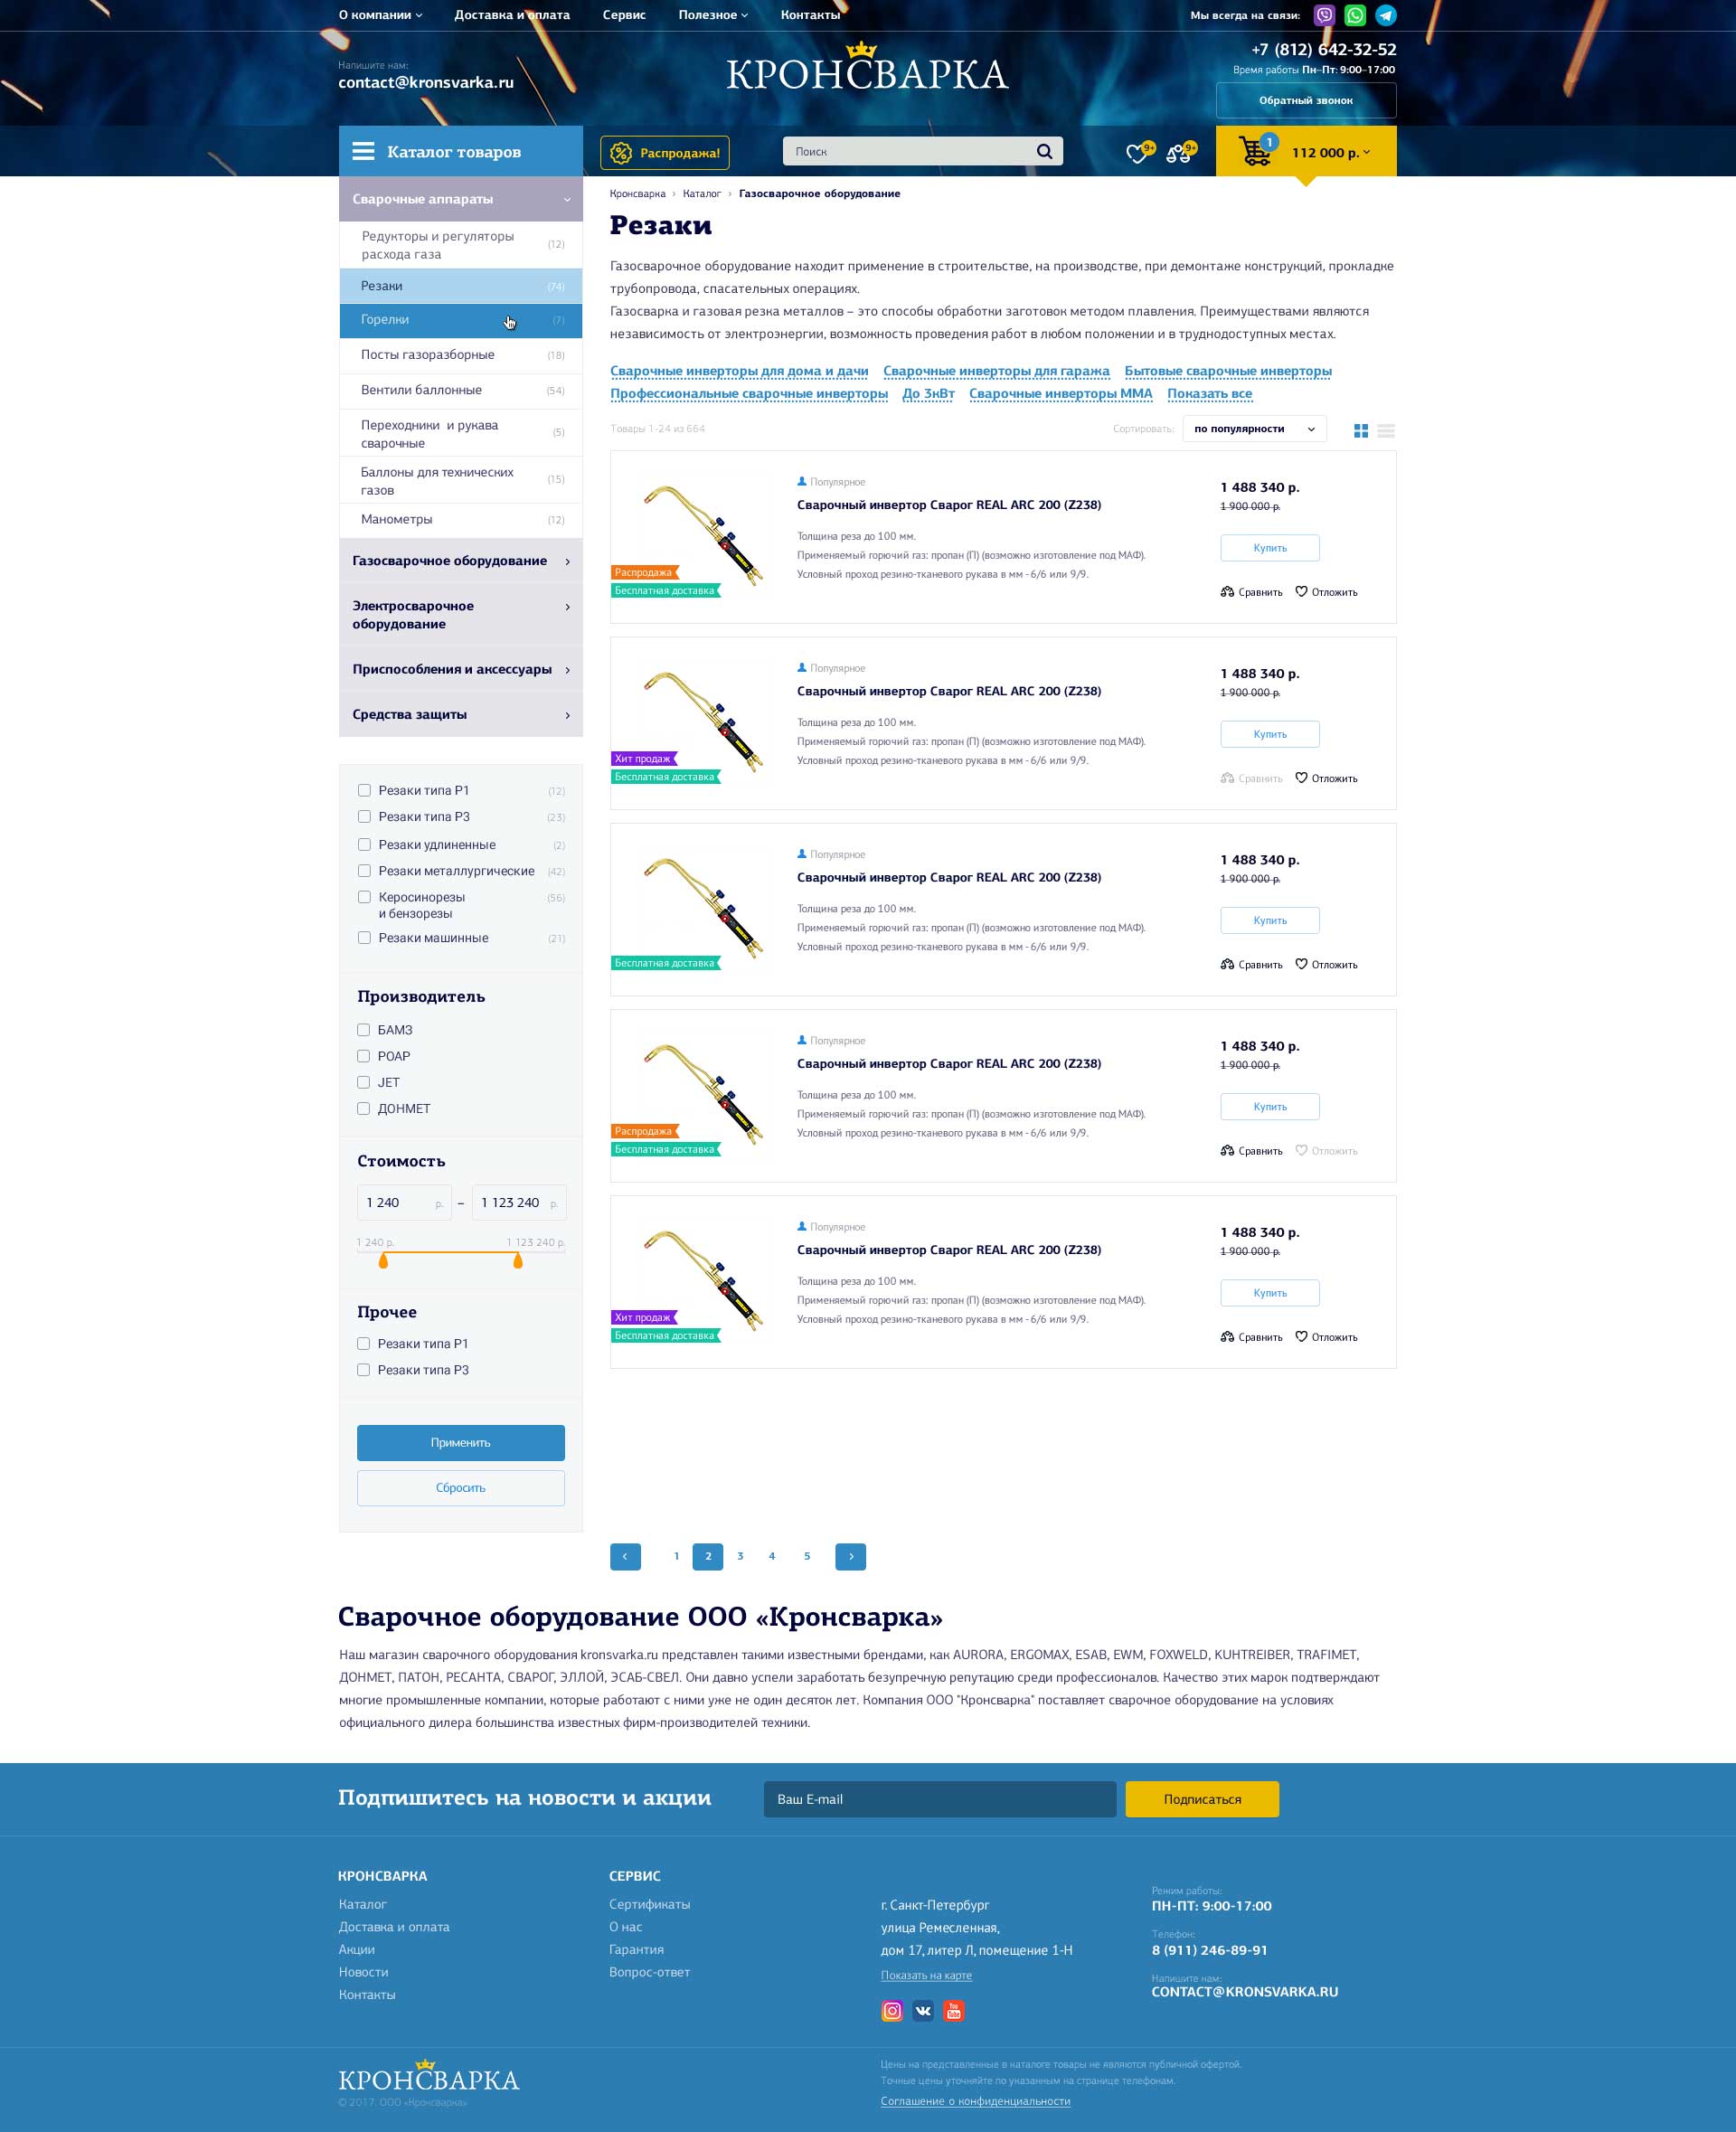 О компании
Доставка и оплата
Сервис
Полезное
Контакты
Мы всегда на связи:
Напишите нам:
contact@kronsvarka.ru
КРОНСВАРКА
+7 (812) 642-32-52
Время работы Пн–Пт: 9:00–17:00
Обратный звонок
Каталог товаров
Распродажа!
Поиск
9+
9+
1
112 000 р.
Сварочные аппараты
Редукторы и регуляторы
расхода газа
(12)
Резаки
(74)
Горелки
(7)
Посты газоразборные
(18)
Вентили баллонные
(54)
Переходники и рукава
сварочные
(5)
Баллоны для технических
газов
(15)
Манометры
(12)
Газосварочное оборудование
Электросварочное
оборудование
Приспособления и аксессуары
Средства защиты
Резаки типа Р1
(12)
Резаки типа Р3
(23)
Резаки удлиненные
(2)
Резаки металлургические
(42)
Керосинорезы
и бензорезы
(56)
Резаки машинные
(21)
Производитель
БАМЗ
РОАР
JET
ДОНМЕТ
Стоимость
1 240 р. – 1 123 240 р.
1 240 р.
1 123 240 р.
Прочее
Резаки типа Р1
Резаки типа Р3
Применить
Сбросить
Кронсварка › Каталог › Газосварочное оборудование
Резаки
Газосварочное оборудование находит применение в строительстве, на производстве, при демонтаже конструкций, прокладке
трубопровода, спасательных операциях.
Газосварка и газовая резка металлов – это способы обработки заготовок методом плавления. Преимуществами являются
независимость от электроэнергии, возможность проведения работ в любом положении и в труднодоступных местах.
Сварочные инверторы для дома и дачи Сварочные инверторы для гаража Бытовые сварочные инверторы
Профессиональные сварочные инверторы До 3кВт Сварочные инверторы MMA Показать все
Товары 1-24 из 664
Сортировать:
по популярности
Популярное
Сварочный инвертор Сварог REAL ARC 200 (Z238)
Толщина реза до 100 мм.
Применяемый горючий газ: пропан (П) (возможно изготовление под МАФ).
Условный проход резино-тканевого рукава в мм - 6/6 или 9/9.
Распродажа
Бесплатная доставка
1 488 340 р.
1 900 000 р.
Купить
Сравнить
Отложить
Популярное
Сварочный инвертор Сварог REAL ARC 200 (Z238)
Толщина реза до 100 мм.
Применяемый горючий газ: пропан (П) (возможно изготовление под МАФ).
Условный проход резино-тканевого рукава в мм - 6/6 или 9/9.
Хит продаж
Бесплатная доставка
1 488 340 р.
1 900 000 р.
Купить
Сравнить
Отложить
Популярное
Сварочный инвертор Сварог REAL ARC 200 (Z238)
Толщина реза до 100 мм.
Применяемый горючий газ: пропан (П) (возможно изготовление под МАФ).
Условный проход резино-тканевого рукава в мм - 6/6 или 9/9.
Бесплатная доставка
1 488 340 р.
1 900 000 р.
Купить
Сравнить
Отложить
Популярное
Сварочный инвертор Сварог REAL ARC 200 (Z238)
Толщина реза до 100 мм.
Применяемый горючий газ: пропан (П) (возможно изготовление под МАФ).
Условный проход резино-тканевого рукава в мм - 6/6 или 9/9.
Распродажа
Бесплатная доставка
1 488 340 р.
1 900 000 р.
Купить
Сравнить
Отложить
Популярное
Сварочный инвертор Сварог REAL ARC 200 (Z238)
Толщина реза до 100 мм.
Применяемый горючий газ: пропан (П) (возможно изготовление под МАФ).
Условный проход резино-тканевого рукава в мм - 6/6 или 9/9.
Хит продаж
Бесплатная доставка
1 488 340 р.
1 900 000 р.
Купить
Сравнить
Отложить
1 2 3 4 5
Сварочное оборудование ООО «Кронсварка»
Наш магазин сварочного оборудования kronsvarka.ru представлен такими известными брендами, как AURORA, ERGOMAX, ESAB, EWM, FOXWELD, KUHTREIBER, TRAFIMET,
ДОНМЕТ, ПАТОН, РЕСАНТА, СВАРОГ, ЭЛЛОЙ, ЭСАБ-СВЕЛ. Они давно успели заработать безупречную репутацию среди профессионалов. Качество этих марок подтверждают
многие промышленные компании, которые работают с ними уже не один десяток лет. Компания ООО "Кронсварка" поставляет сварочное оборудование на условиях
официального дилера большинства известных фирм-производителей техники.
Подпишитесь на новости и акции
Ваш E-mail
Подписаться
КРОНСВАРКА
Каталог
Доставка и оплата
Акции
Новости
Контакты
СЕРВИС
Сертификаты
О нас
Гарантия
Вопрос-ответ
г. Санкт-Петербург
улица Ремесленная,
дом 17, литер Л, помещение 1-Н
Показать на карте
You
Tube
Режим работы:
ПН-ПТ: 9:00-17:00
Телефон:
8 (911) 246-89-91
Напишите нам:
CONTACT@KRONSVARKA.RU
КРОНСВАРКА
© 2017. ООО «Кронсварка»
Цены на представленные в каталоге товары не являются публичной офертой.
Точные цены уточняйте по указанным на странице телефонам.
Соглашение о конфиденциальности